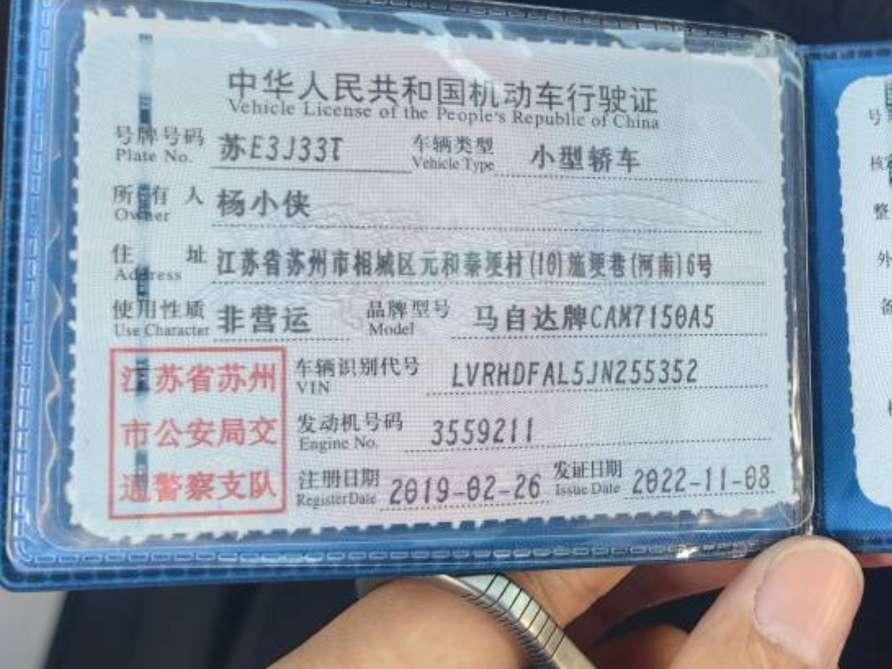 中华人民共和国机动车行驶证
Vehicle License of the People's Republic of China
号牌号码 苏E3J33T 车辆类型 小型轿车
Plate No. Vehicle Type
所有人 杨小侠
Owner
住址 江苏省苏州市相城区元和秦埂村(10)施埂巷(河南)6号
Address
使用性质 非营运 品牌型号 马自达牌CAM7150A5
Use Character Model
江苏省苏州 车辆识别代号 LVRHDFAL5JN255352
VIN
市公安局交 发动机号码 3559211
Engine No.
通警察支队 注册日期 2019-02-26 发证日期 2022-11-08
Register Date Issue Date
号
核
整
外